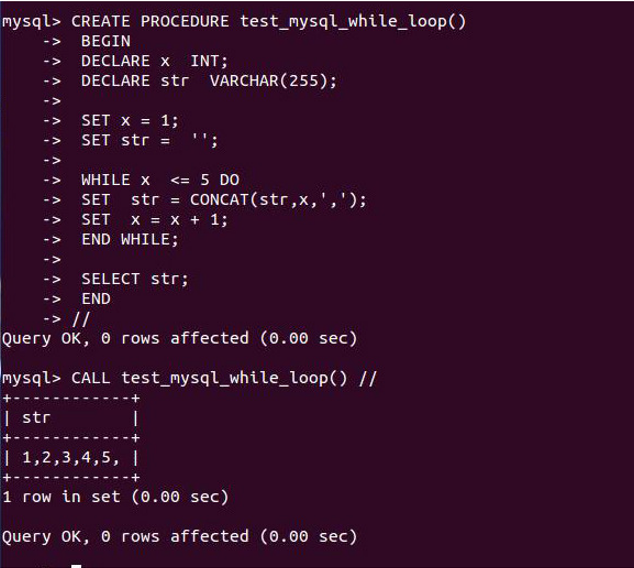 mysql> CREATE PROCEDURE test_mysql_while_loop()
    ->  BEGIN
    ->  DECLARE x  INT;
    ->  DECLARE str  VARCHAR(255);
    ->
    ->  SET x = 1;
    ->  SET str =  '';
    ->
    ->  WHILE x  <= 5 DO
    ->  SET  str = CONCAT(str,x,',');
    ->  SET  x = x + 1;
    ->  END WHILE;
    ->
    ->  SELECT str;
    ->  END
    -> //
Query OK, 0 rows affected (0.00 sec)

mysql> CALL test_mysql_while_loop() //
+------------+
| str        |
+------------+
| 1,2,3,4,5, |
+------------+
1 row in set (0.00 sec)

Query OK, 0 rows affected (0.00 sec)